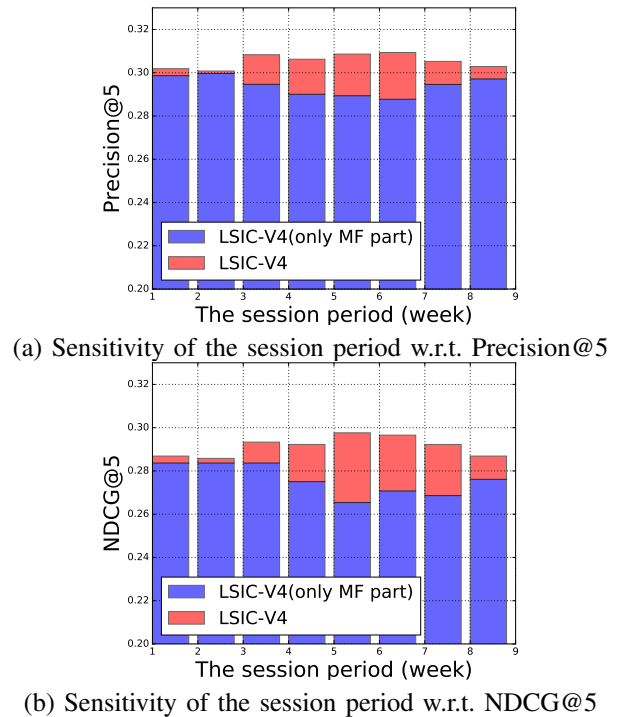 0.32
0.30
0.28
0.26
0.24
0.22
0.20
Precision@5
LSIC-V4(only MF part)
LSIC-V4
1 2 3 4 5 6 7 8 9
The session period (week)
(a) Sensitivity of the session period w.r.t. Precision@5
0.32
0.30
0.28
0.26
0.24
0.22
0.20
NDCG@5
LSIC-V4(only MF part)
LSIC-V4
1 2 3 4 5 6 7 8 9
The session period (week)
(b) Sensitivity of the session period w.r.t. NDCG@5